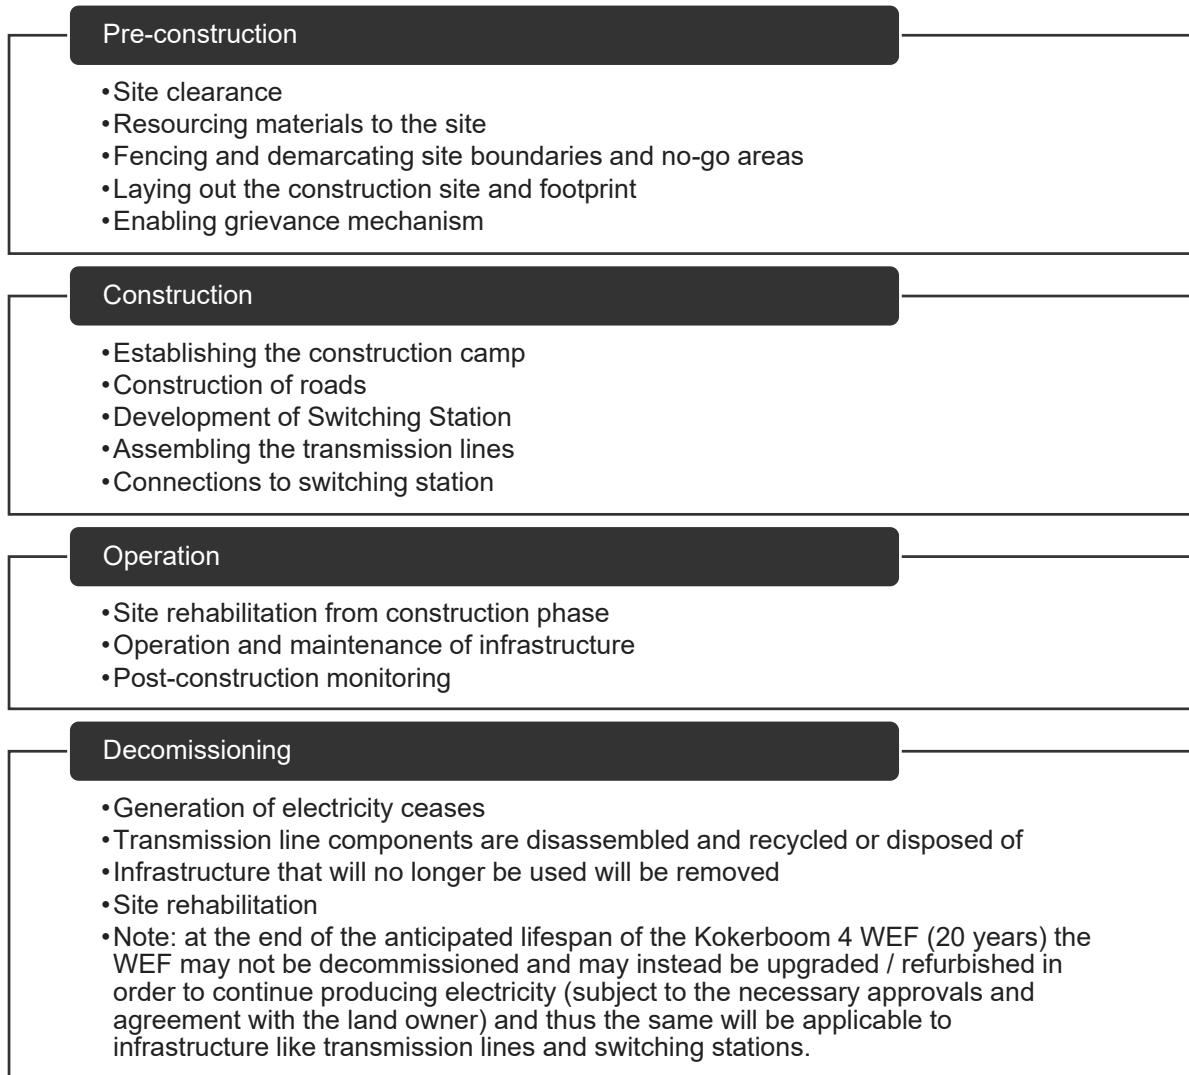 Pre-construction
•Site clearance
•Resourcing materials to the site
•Fencing and demarcating site boundaries and no-go areas
•Laying out the construction site and footprint
•Enabling grievance mechanism
Construction
•Establishing the construction camp
•Construction of roads
•Development of Switching Station
•Assembling the transmission lines
•Connections to switching station
Operation
•Site rehabilitation from construction phase
•Operation and maintenance of infrastructure
•Post-construction monitoring
Decomissioning
•Generation of electricity ceases
•Transmission line components are disassembled and recycled or disposed of
•Infrastructure that will no longer be used will be removed
•Site rehabilitation
•Note: at the end of the anticipated lifespan of the Kokerboom 4 WEF (20 years) the
WEF may not be decommissioned and may instead be upgraded / refurbished in
order to continue producing electricity (subject to the necessary approvals and
agreement with the land owner) and thus the same will be applicable to
infrastructure like transmission lines and switching stations.